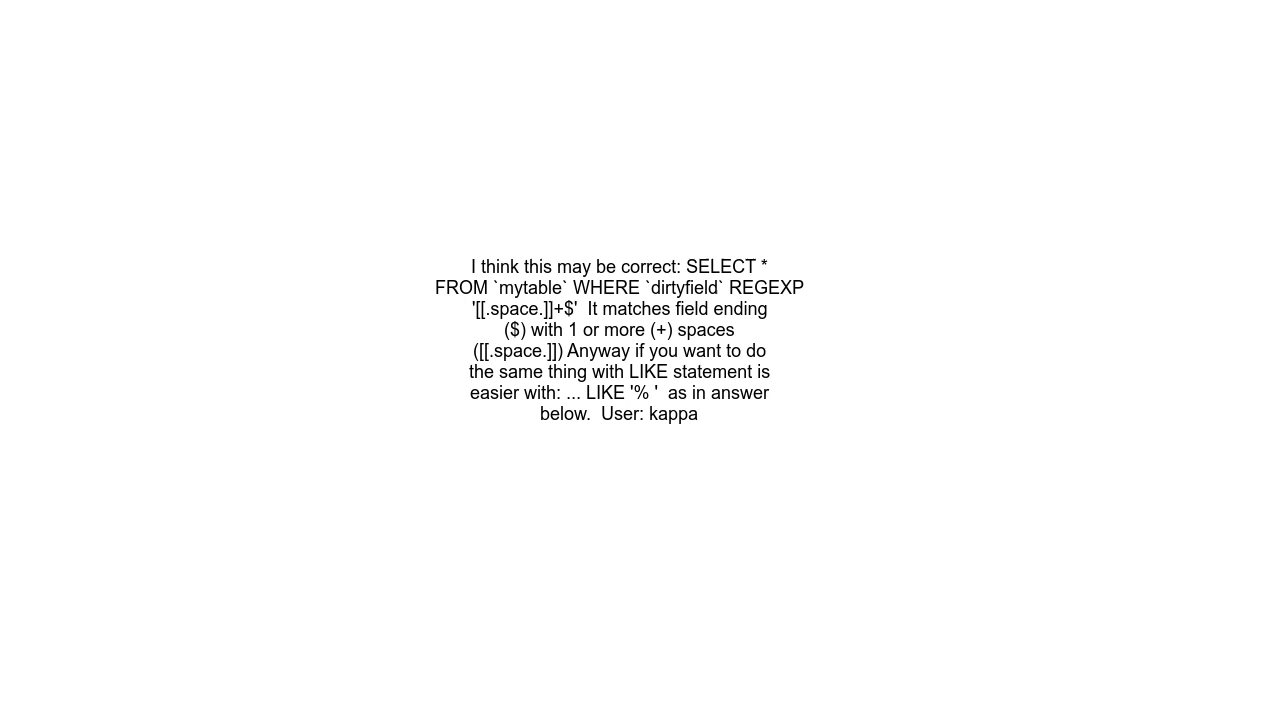 I think this may be correct: SELECT *
FROM `mytable` WHERE `dirtyfield` REGEXP
'[[.space.]]+$'  It matches field ending
($) with 1 or more (+) spaces
([[.space.]]) Anyway if you want to do
the same thing with LIKE statement is
easier with: ... LIKE '% '  as in answer
below.  User: kappa